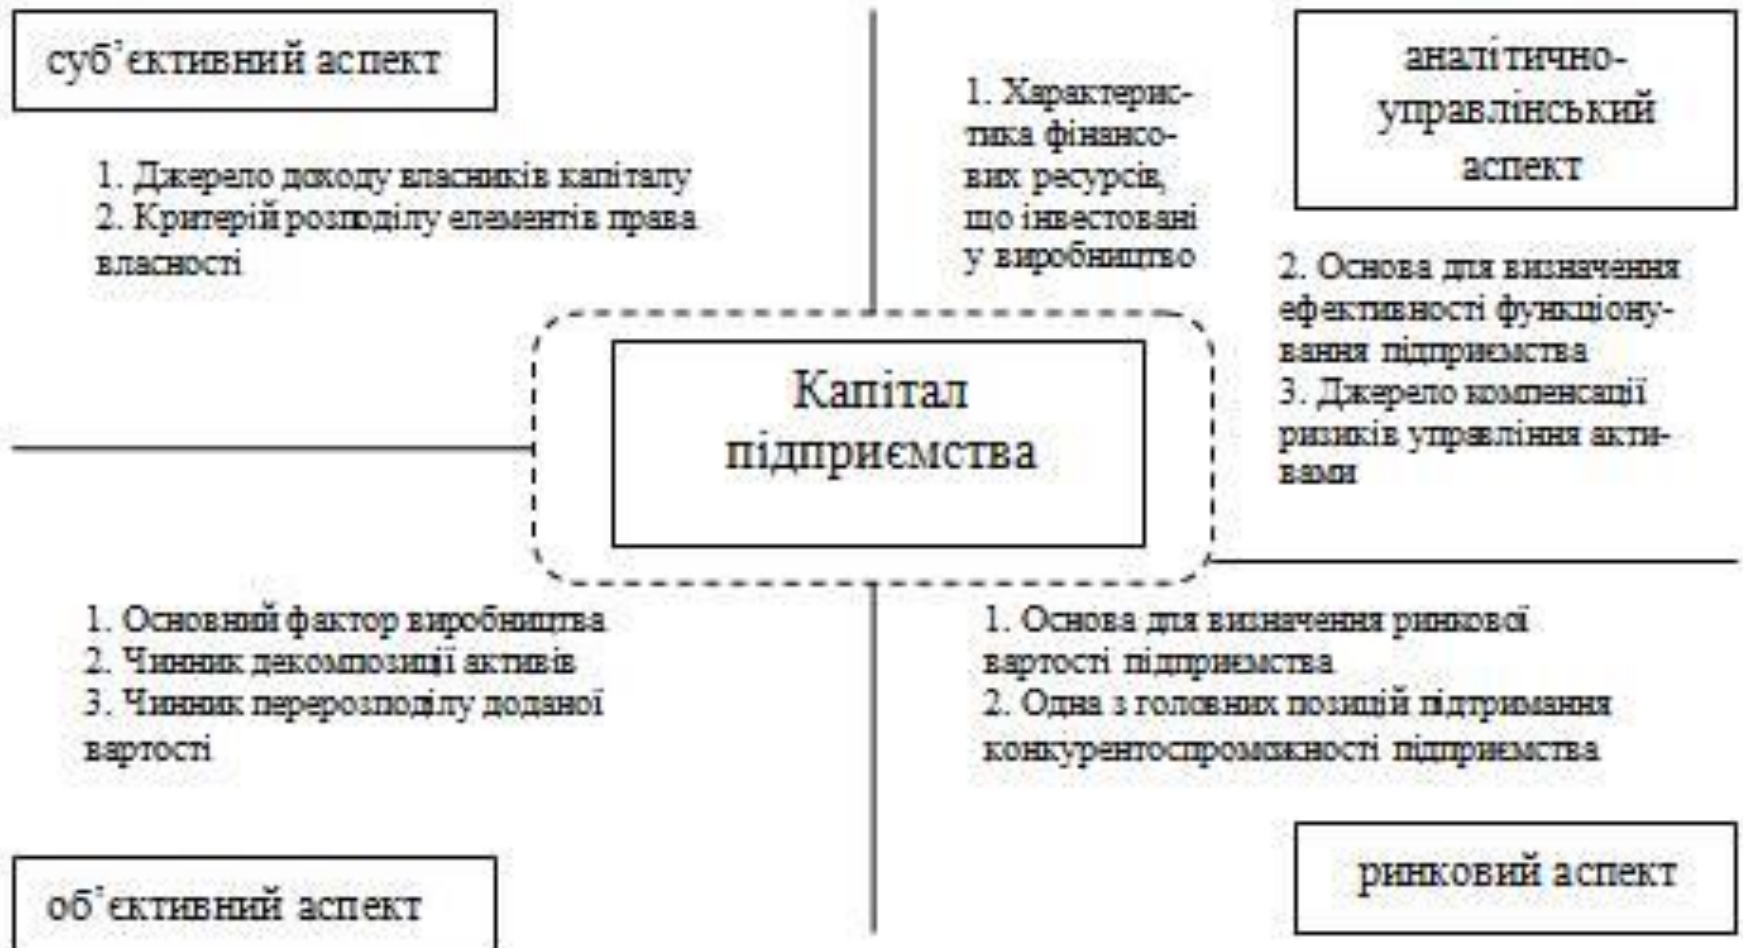 суб’єктивний аспект
1. Джерело доходу власників капіталу
2. Критерій розподілу елементів права
власності
1. Характерис-
тика фінансо-
вих ресурсів,
що інвестовані
у виробництво
аналітично-
управлінський
аспект
2. Основа для визначення
ефективності функціону-
вання підприємства
3. Джерело компенсації
ризиків управління акти-
вами
Капітал
підприємства
1. Основний фактор виробництва
2. Чинник декомпозиції активів
3. Чинник перерозподілу доданої
вартості
об’єктивний аспект
1. Основа для визначення ринкової
вартості підприємства
2. Одна з головних позицій підтримання
конкурентоспроможності підприємства
ринковий аспект